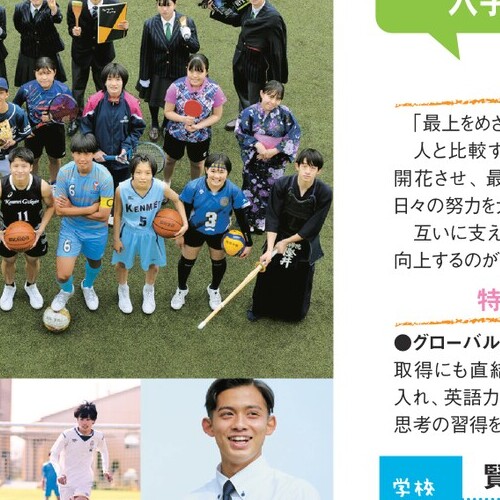 入学
「最上をめざ
人と比較す
開花させ、最
日々の努力を
互いに支え
向上するのが
特
●グローバル
取得にも直結
入れ、英語力
思考の習得を
学校
賢
11
6
6
KENMEI
5
3